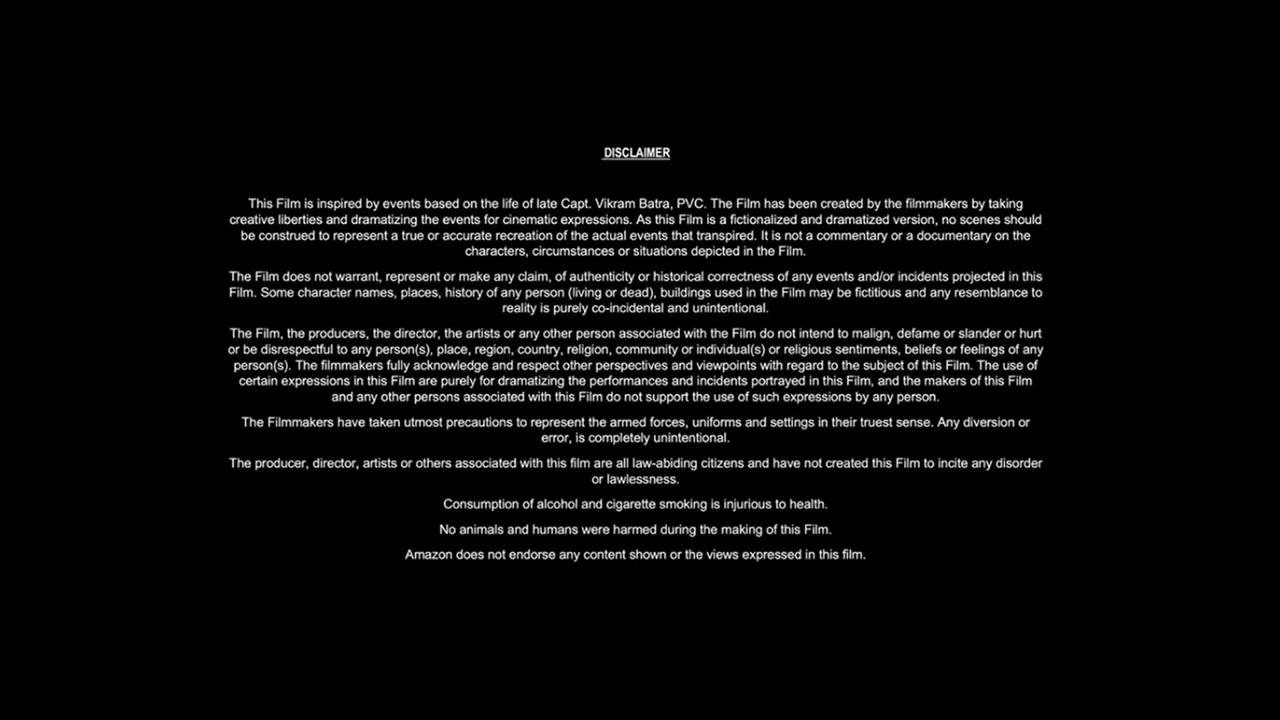 DISCLAIMER
This Film is inspired by events based on the life of late Capt. Vikram Batra, PVC. The Film has been created by the filmmakers by taking
creative liberties and dramatizing the events for cinematic expressions. As this Film is a fictionalized and dramatized version, no scenes should
be construed to represent a true or accurate recreation of the actual events that transpired. It is not a commentary or a documentary on the
characters, circumstances or situations depicted in the Film.
The Film does not warrant, represent or make any claim, of authenticity or historical correctness of any events and/or incidents projected in this
Film. Some character names, places, history of any person (living or dead), buildings used in the Film may be fictitious and any resemblance to
reality is purely co-incidental and unintentional.
The Film, the producers, the director, the artists or any other person associated with the Film do not intend to malign, defame or slander or hurt
or be disrespectful to any person(s), place, region, country, religion, community or individual(s) or religious sentiments, beliefs or feelings of any
person(s). The filmmakers fully acknowledge and respect other perspectives and viewpoints with regard to the subject of this Film. The use of
certain expressions in this Film are purely for dramatizing the performances and incidents portrayed in this Film, and the makers of this Film
and any other persons associated with this Film do not support the use of such expressions by any person.
The Filmmakers have taken utmost precautions to represent the armed forces, uniforms and settings in their truest sense. Any diversion or
error, is completely unintentional.
The producer, director, artists or others associated with this film are all law-abiding citizens and have not created this Film to incite any disorder
or lawlessness.
Consumption of alcohol and cigarette smoking is injurious to health.
No animals and humans were harmed during the making of this Film.
Amazon does not endorse any content shown or the views expressed in this film.